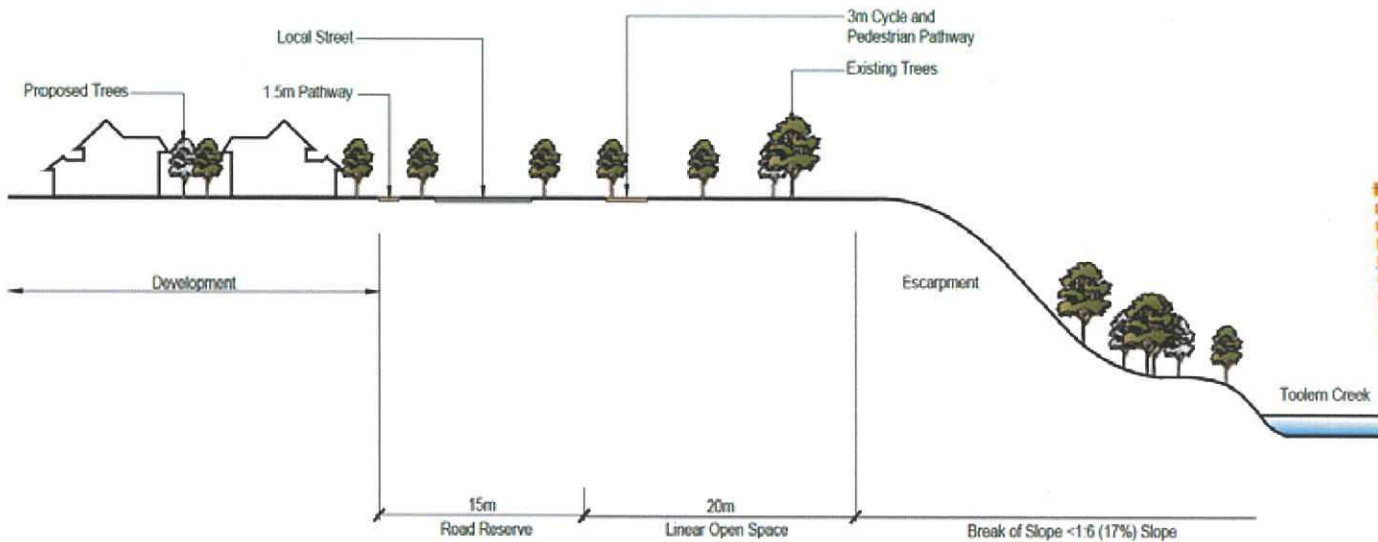 3m Cycle and
Pedestrian Pathway
Local Street
Existing Trees
Proposed Trees
1.5m Pathway
Development
Escarpment
Toolern Creek
15m
20m
Road Reserve
Linear Open Space
Break of Slope <1:6 (17%) Slope